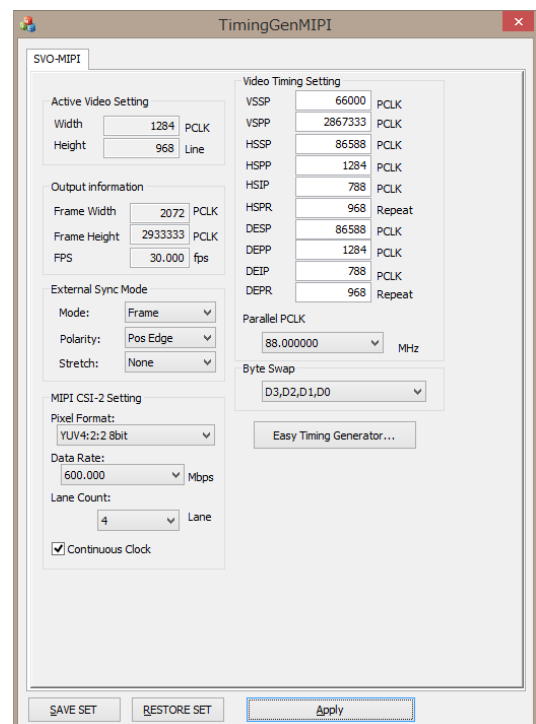 TimingGenMIPI
SVO-MIPI
Active Video Setting
Width 1284 PCLK
Height 968 Line
Output information
Frame Width 2072 PCLK
Frame Height 2933333 PCLK
FPS 30.000 fps
External Sync Mode
Mode: Frame
Polarity: Pos Edge
Stretch: None
MIPI CSI-2 Setting
Pixel Format:
YUV4:2:2 8bit
Data Rate:
600.000 Mbps
Lane Count:
4 Lane
Continuous Clock
Video Timing Setting
VSSP 66000 PCLK
VSPP 2867333 PCLK
HSSP 86588 PCLK
HSPP 1284 PCLK
HSIP 788 PCLK
HSPR 968 Repeat
DESP 86588 PCLK
DEPP 1284 PCLK
DEIP 788 PCLK
DEPR 968 Repeat
Parallel PCLK
88.000000 MHz
Byte Swap
D3,D2,D1,D0
Easy Timing Generator...
SAVE SET RESTORE SET Apply